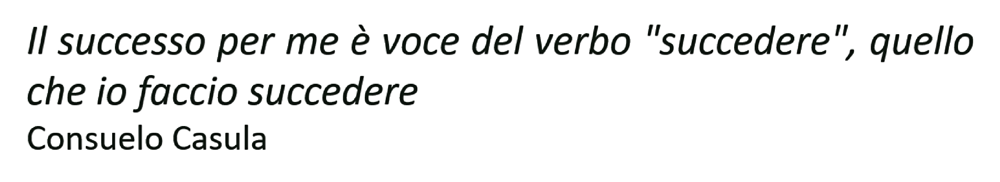 Il successo per me è voce del verbo "succedere", quello
che io faccio succedere
Consuelo Casula